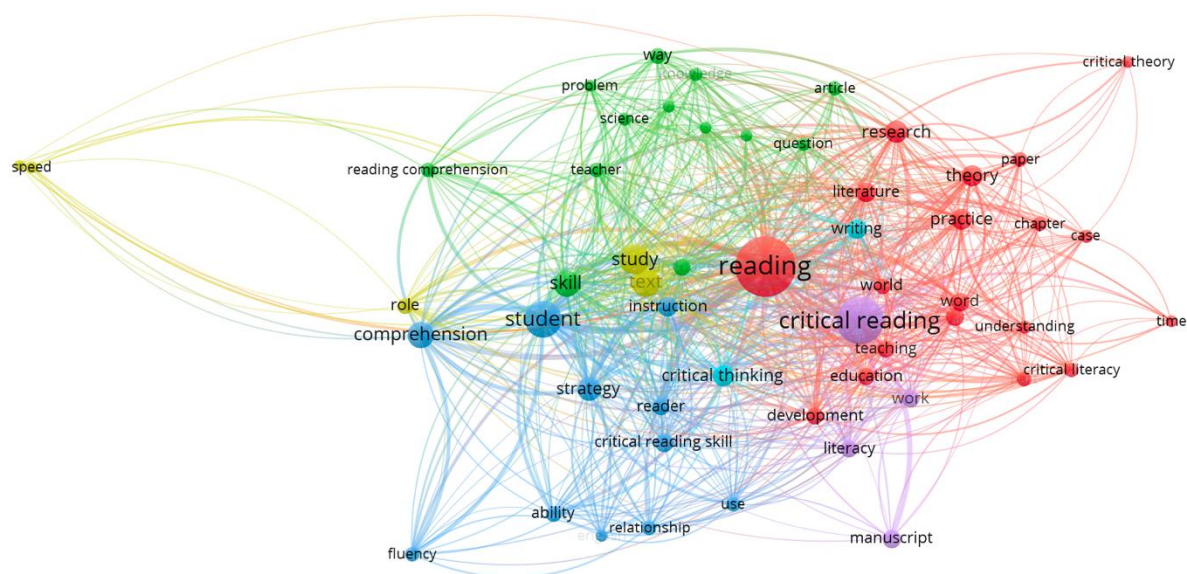 way
critical theory
knowledge
problem
article
science
research
question
paper
speed
reading comprehension
teacher
theory
literature
practice
chapter
writing
case
study
reading
skill
text
world
role
instruction
word
student
critical reading
time
comprehension
understanding
teaching
critical thinking
education
critical literacy
strategy
work
reader
development
critical reading skill
literacy
use
ability
relationship
manuscript
fluency